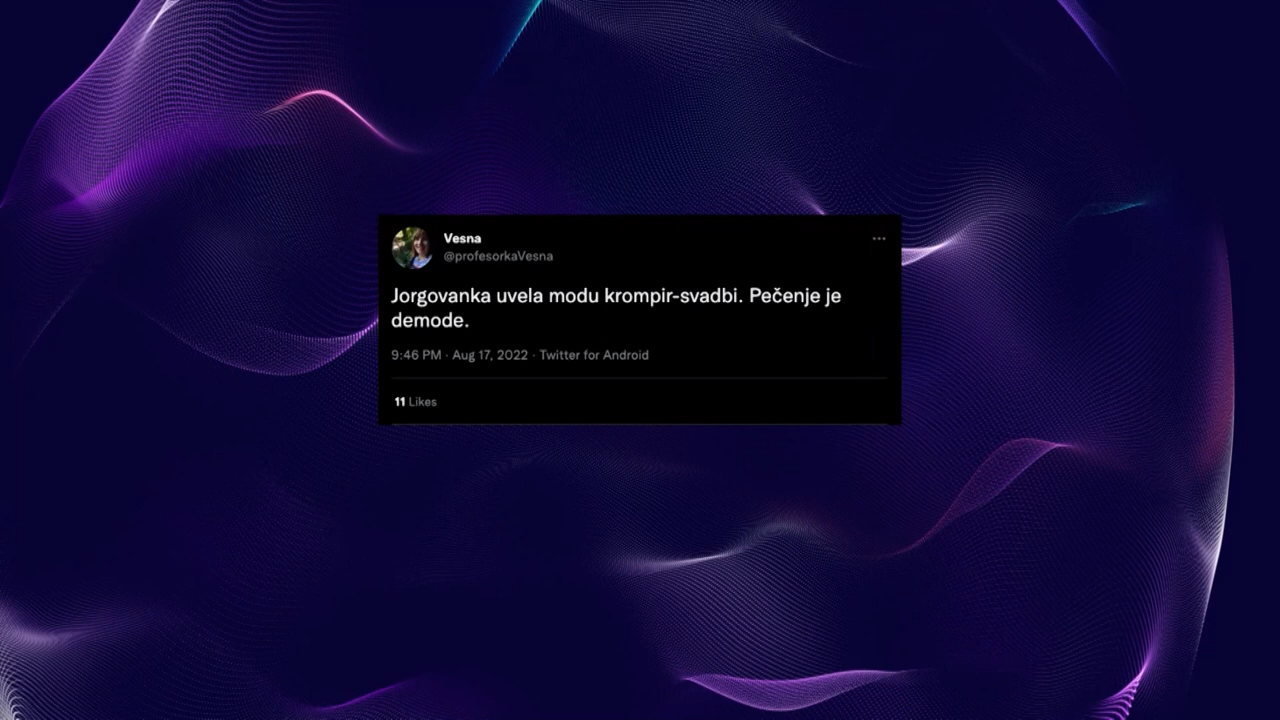 Vesna
@profesorkaVesna
Jorgovanka uvela modu krompir-svadbi. Pečenje je
demode.
9:46 PM · Aug 17, 2022 · Twitter for Android
11 Likes